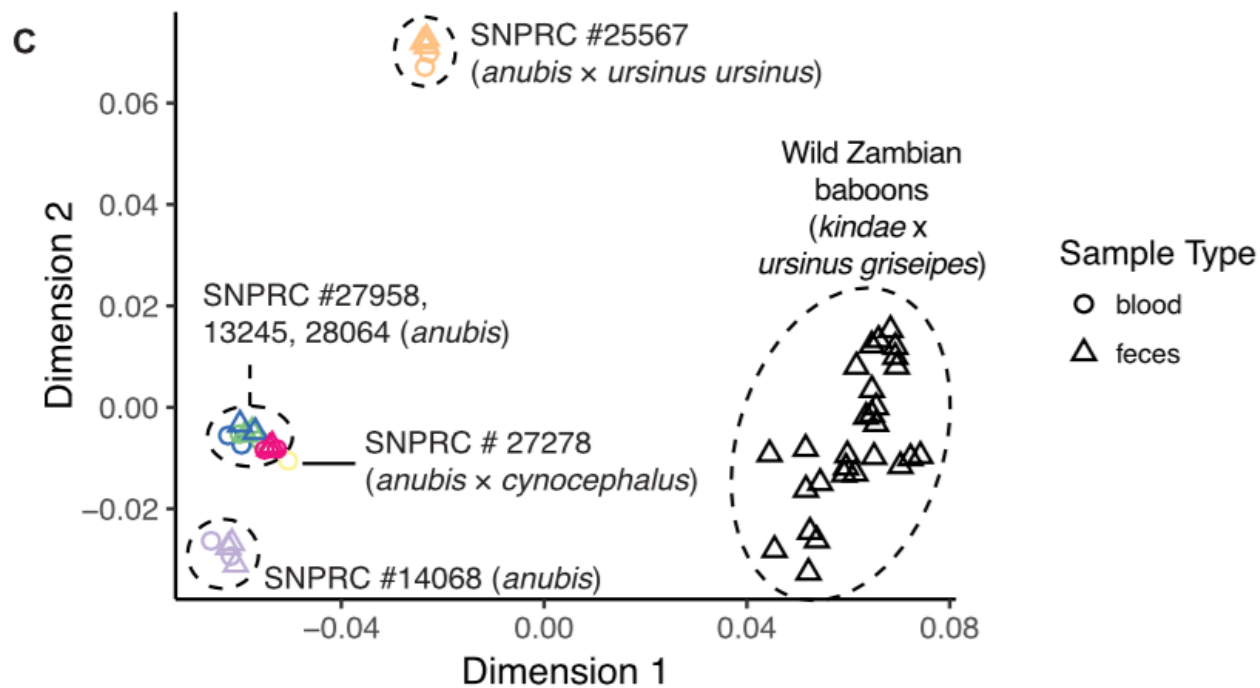 C
SNPRC #25567
(anubis × ursinus ursinus)
Wild Zambian
baboons
(kindae x
ursinus griseipes)
SNPRC #27958,
13245, 28064 (anubis)
SNPRC # 27278
(anubis × cynocephalus)
SNPRC #14068 (anubis)
Dimension 2
0.06
0.04
0.02
0.00
−0.02
−0.04
0.00
0.04
0.08
Dimension 1
Sample Type
blood
feces